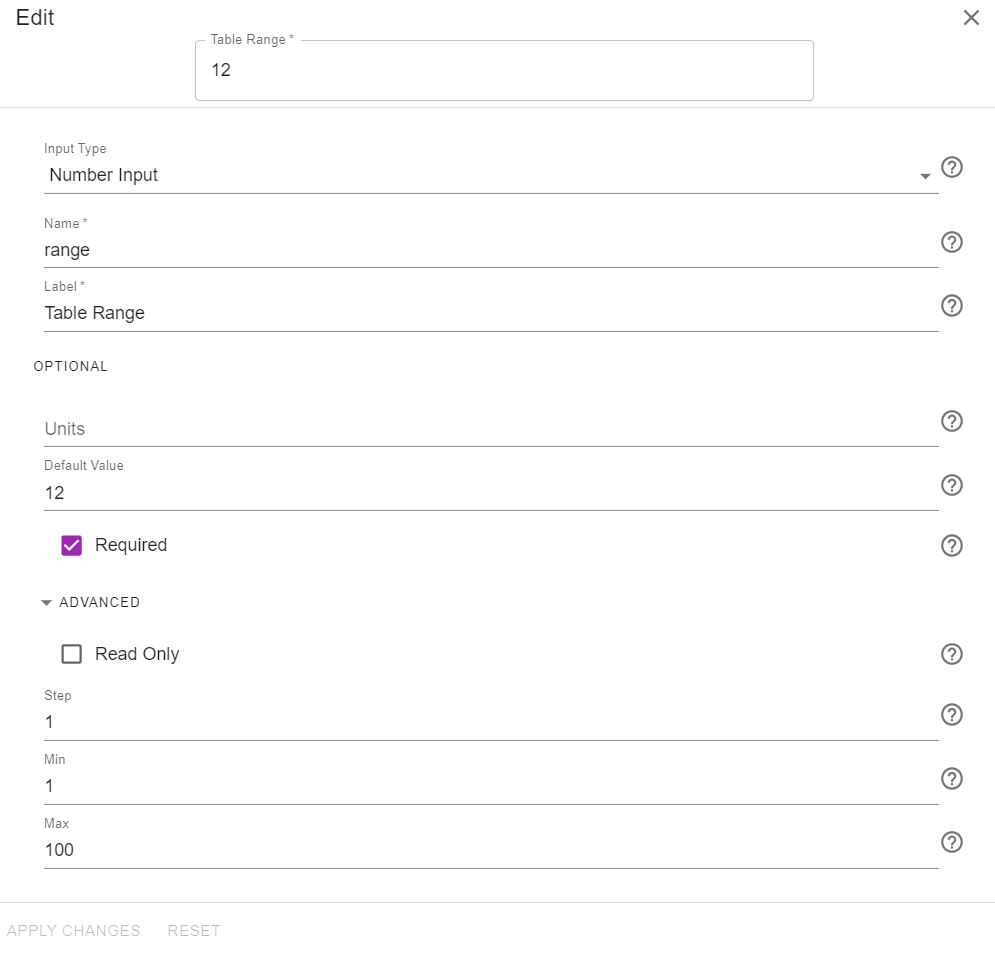 Edit
Table Range *
12
Input Type
Number Input
Name *
range
Label *
Table Range
OPTIONAL
Units
Default Value
12
Required
ADVANCED
Read Only
Step
1
Min
1
Max
100
APPLY CHANGES RESET